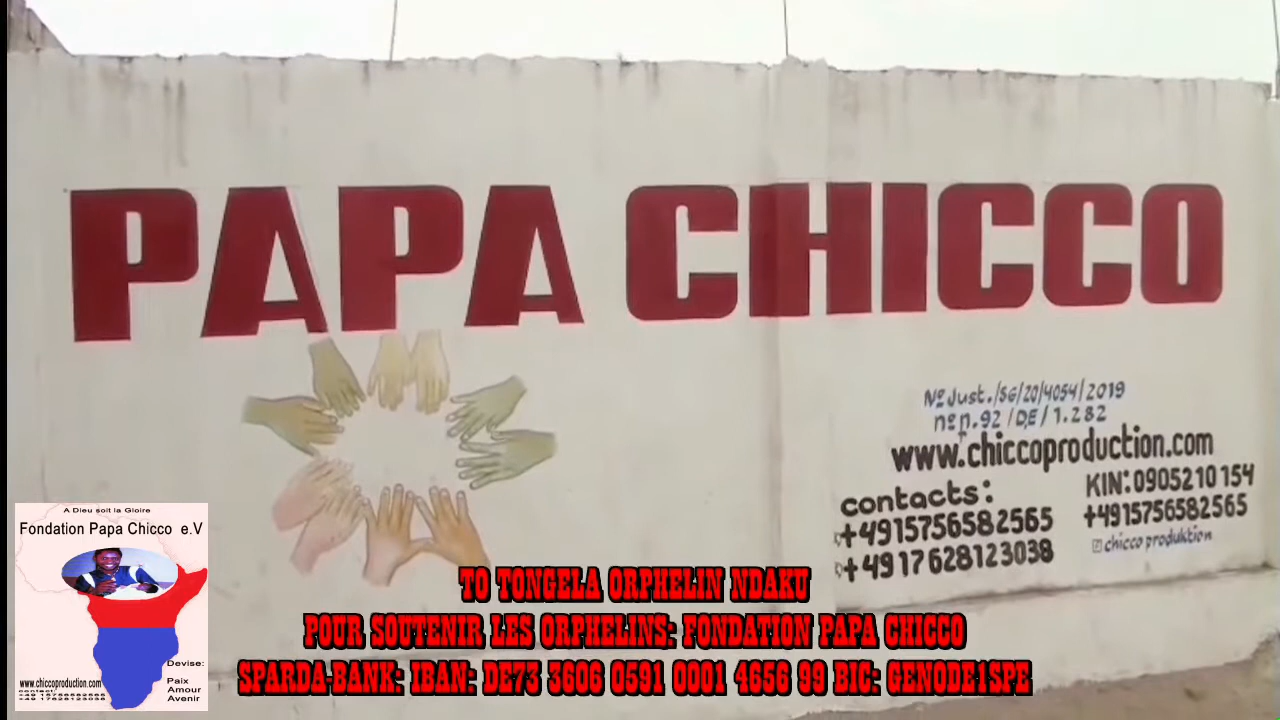 PAPA CHICCO
Nº Just./SG/20/4054/2019
nº n.92 /D,E/1.282
www.chiccoproduction.com
contacts:
+4915756582565
+4917628123038
KIN:0905210154
+4915756582565
chicco produktion
A Dieu soit la Gloire
Fondation Papa Chicco e.V
Devise:
Paix
Amour
Avenir
www.chiccoproduction.com
TO TONGELA ORPHELIN NDAKU
POUR SOUTENIR LES ORPHELINS: FONDATION PAPA CHICCO
SPARDA-BANK: IBAN: DE73 3606 0591 0001 4656 99 BIC: GENODE1SPE